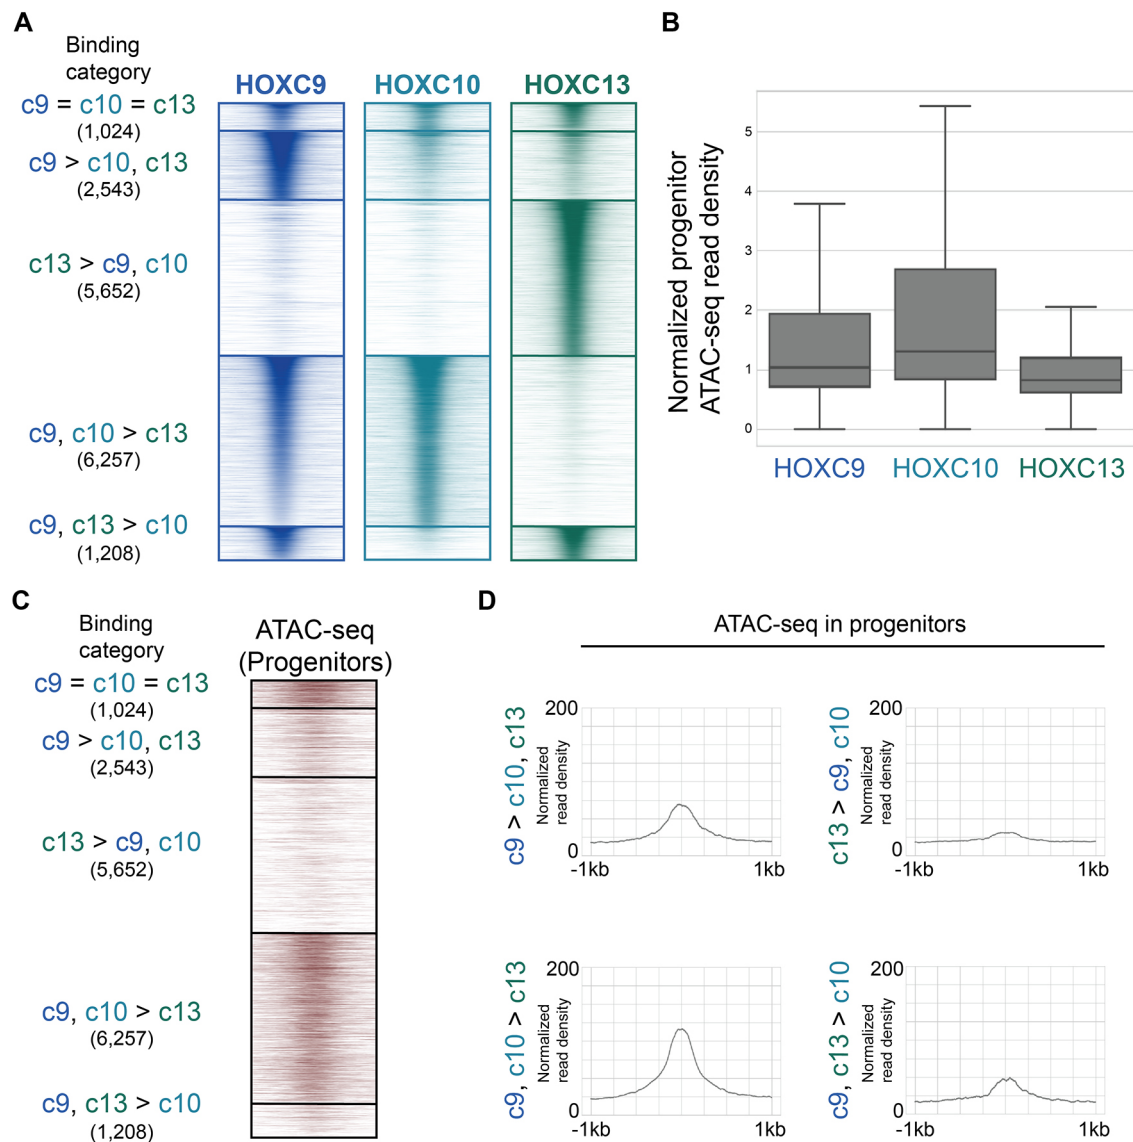 A
Binding
category
HOXC9
HOXC10
HOXC13
c9 = c10 = c13
(1,024)
c9 > c10, c13
(2,543)
c13 > c9, c10
(5,652)
c9, c10 > c13
(6,257)
c9, c13 > c10
(1,208)
B
Normalized progenitor
ATAC-seq read density
5
4
3
2
1
0
HOXC9
HOXC10
HOXC13
C
Binding
category
ATAC-seq
(Progenitors)
c9 = c10 = c13
(1,024)
c9 > c10, c13
(2,543)
c13 > c9, c10
(5,652)
c9, c10 > c13
(6,257)
c9, c13 > c10
(1,208)
D
ATAC-seq in progenitors
c9 > c10, c13
Normalized
read density
200
0
-1kb
1kb
c13 > c9, c10
Normalized
read density
200
0
-1kb
1kb
c9, c10 > c13
Normalized
read density
200
0
-1kb
1kb
c9, c13 > c10
Normalized
read density
200
0
-1kb
1kb